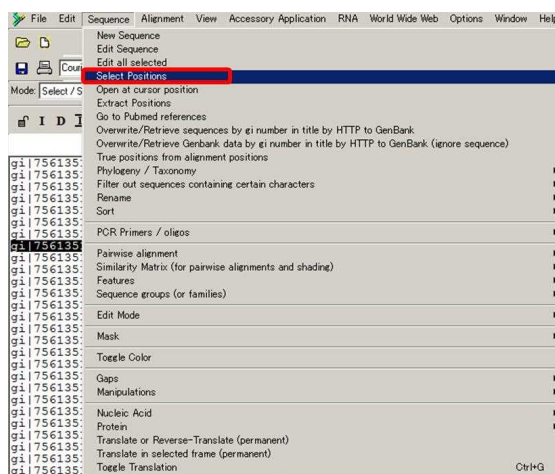 File Edit Sequence Alignment View Accessory Application RNA World Wide Web Options Window Help
New Sequence
Edit Sequence
Edit all selected
Cour
Select Positions
Mode: Select / S
Open at cursor position
Extract Positions
I D
Go to Pubmed references
Overwrite/Retrieve sequences by gi number in title by HTTP to GenBank
Overwrite/Retrieve Genbank data by gi number in title by HTTP to GenBank (ignore sequence)
True positions from alignment positions
gi|756135
Phylogeny / Taxonomy
gi|756135
Filter out sequences containing certain characters
gi|756135
Rename
gi|756135
Sort
gi|756135
gi|756135
PCR Primers / oligos
gi|756135
gi|756135
Pairwise alignment
gi|756135
Similarity Matrix (for pairwise alignments and shading)
gi|756135
Features
gi|756135
Sequence groups (or families)
gi|756135
gi|756135
Edit Mode
gi|756135
gi|756135
Mask
gi|756135
gi|756135
Toggle Color
gi|756135
gi|756135
Gaps
gi|756135
Manipulations
gi|756135
gi|756135
Nucleic Acid
gi|756135
Protein
gi|756135
Translate or Reverse-Translate (permanent)
gi|756135
Translate in selected frame (permanent)
gi|756135
Toggle Translation Ctrl+G
gi|756135